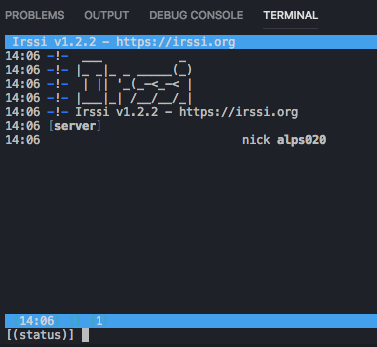 PROBLEMS OUTPUT DEBUG CONSOLE TERMINAL
Irssi v1.2.2 - https://irssi.org
14:06 -!-  ___           _
14:06 -!- |_ _|_ _ _____(_)
14:06 -!-  | || '_(_-<_-< |
14:06 -!- |___|_| /__/__/_|
14:06 -!- Irssi v1.2.2 - https://irssi.org
14:06 [server]
14:06 nick alps020
14:06 1
[(status)]